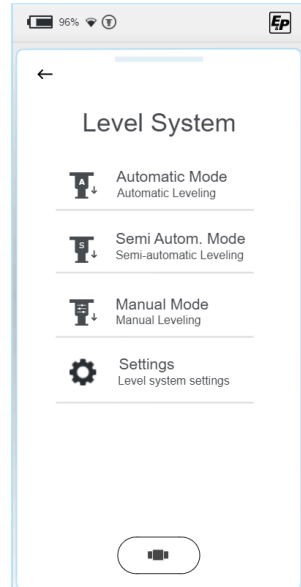 96%
T
EP
Level System
A
Automatic Mode
Automatic Leveling
S
Semi Autom. Mode
Semi-automatic Leveling
Manual Mode
Manual Leveling
Settings
Level system settings